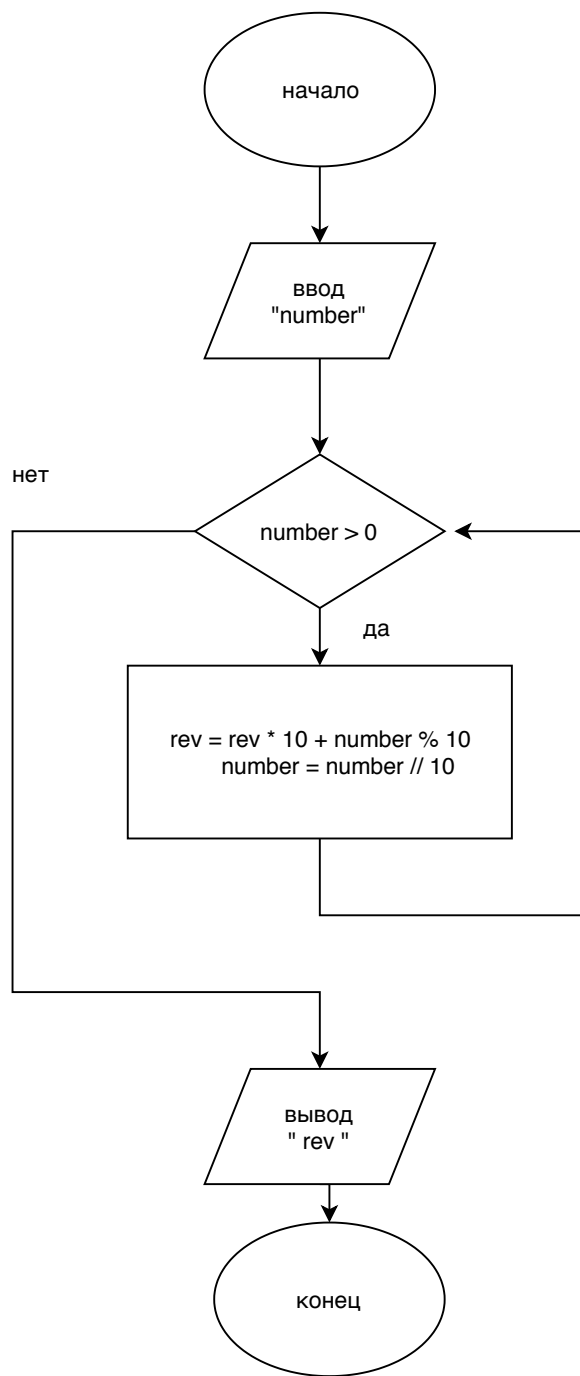 начало
ввод
"number"
нет
number > 0
да
rev = rev * 10 + number % 10
number = number // 10
вывод
" rev "
конец